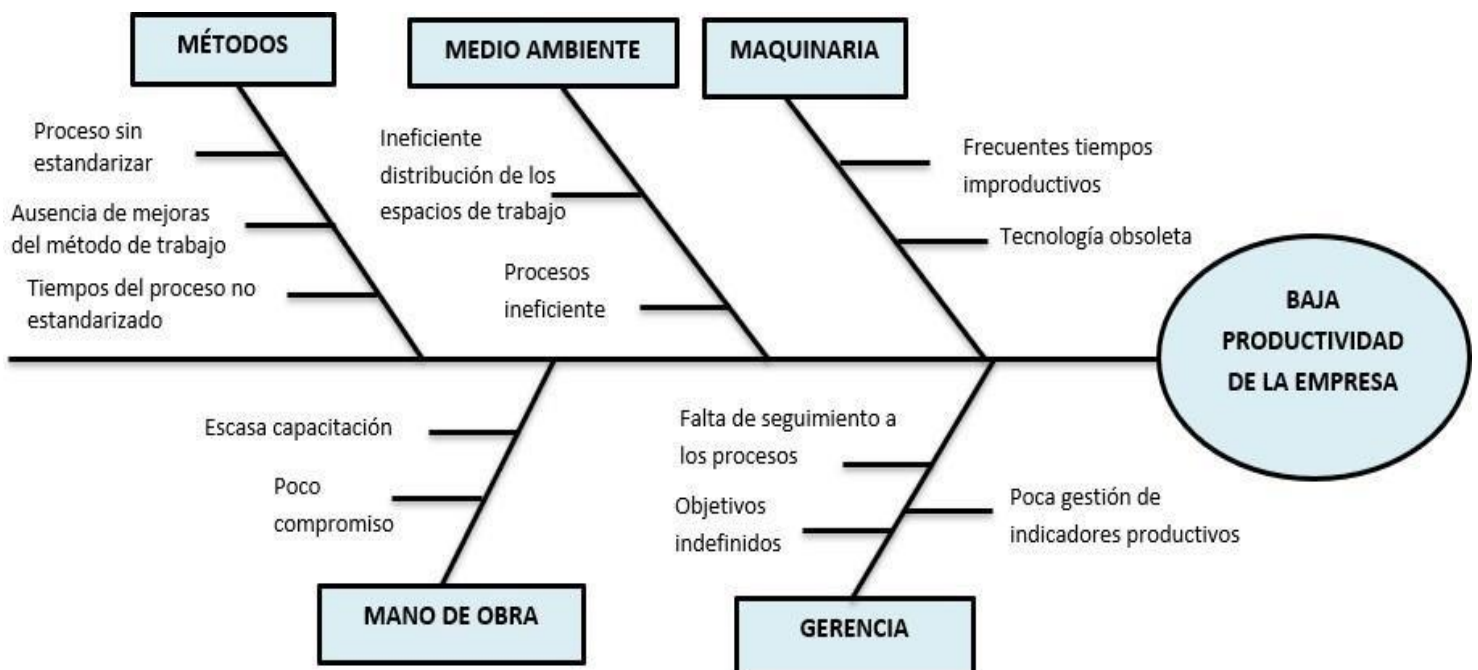 MÉTODOS
MEDIO AMBIENTE
MAQUINARIA
Proceso sin
estandarizar
Ausencia de mejoras
del método de trabajo
Tiempos del proceso no
estandarizado
Ineficiente
distribución de los
espacios de trabajo
Procesos
ineficiente
Frecuentes tiempos
improductivos
Tecnología obsoleta
BAJA
PRODUCTIVIDAD
DE LA EMPRESA
Escasa capacitación
Poco
compromiso
Falta de seguimiento a
los procesos
Objetivos
indefinidos
Poca gestión de
indicadores productivos
MANO DE OBRA
GERENCIA